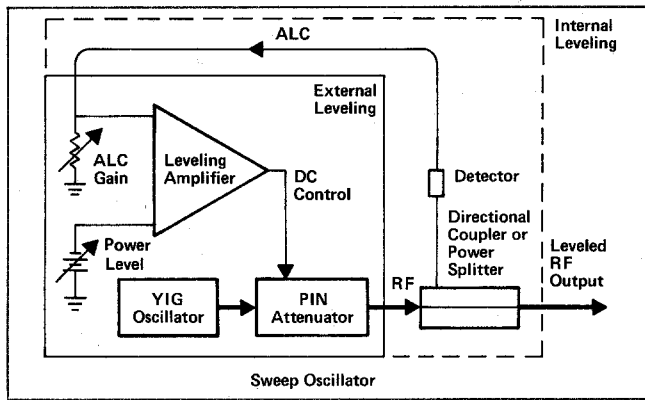 ALC
Internal
Leveling
External
Leveling
ALC
Gain
Leveling
Amplifier
DC
Control
Detector
Directional
Coupler or
Power
Splitter
Leveled
RF
Output
Power
Level
RF
YIG
Oscillator
PIN
Attenuator
Sweep Oscillator